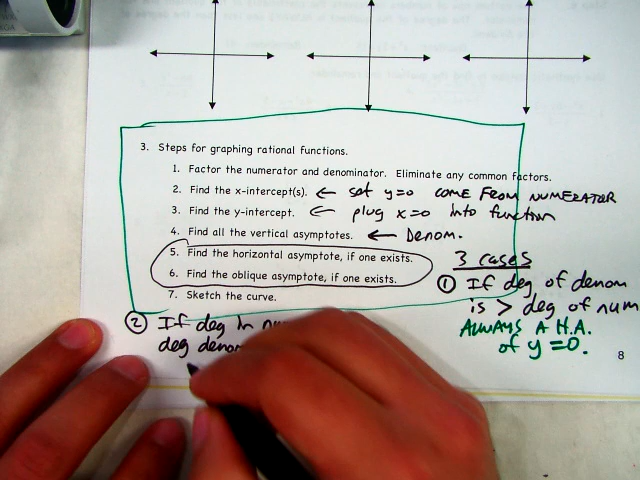 3. Steps for graphing rational functions.
1. Factor the numerator and denominator. Eliminate any common factors.
2. Find the x-intercept(s). ← set y=0 COME FROM NUMERATOR
3. Find the y-intercept. ← plug x=0 into function
4. Find all the vertical asymptotes. ← Denom.
5. Find the horizontal asymptote, if one exists.
6. Find the oblique asymptote, if one exists.
7. Sketch the curve.
3 cases
① If deg of denom
is > deg of num
ALWAYS A H.A.
of y=0.
② If deg in
deg
8